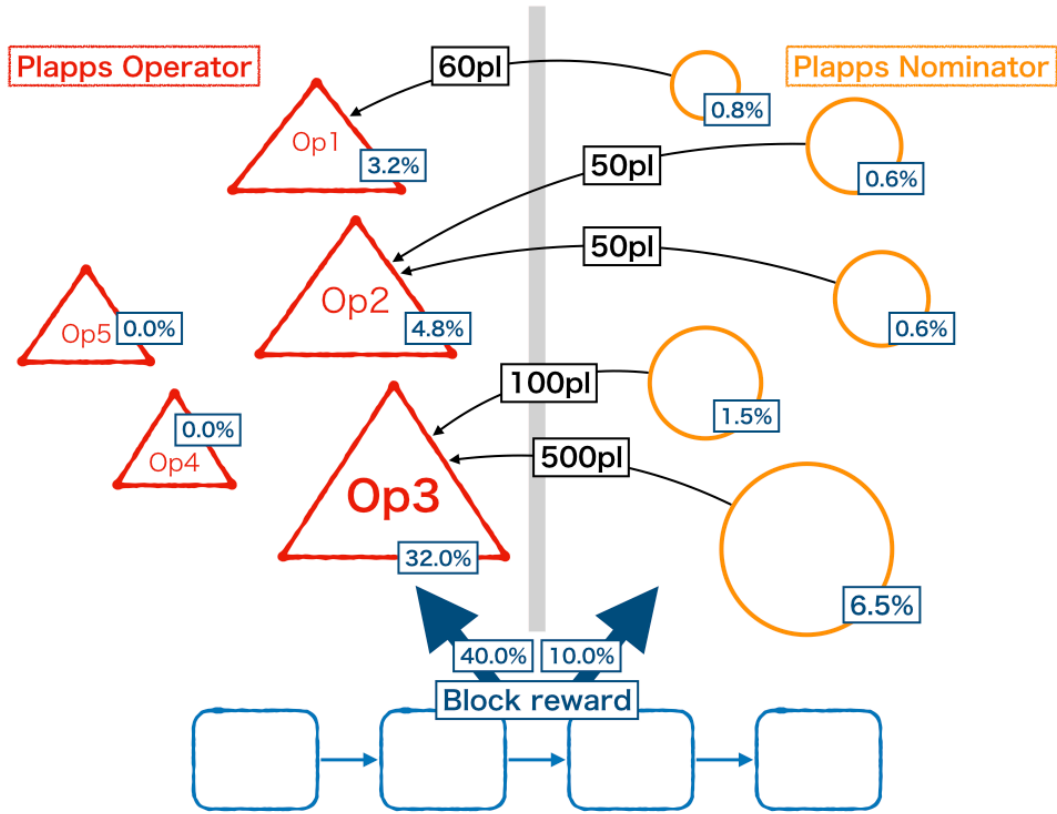 Plapps Operator
60pl
Plapps Nominator
0.8%
Op1
3.2%
50pl
0.6%
Op2
4.8%
50pl
0.6%
Op5
0.0%
100pl
1.5%
0.0%
Op4
500pl
Op3
32.0%
6.5%
40.0%
10.0%
Block reward